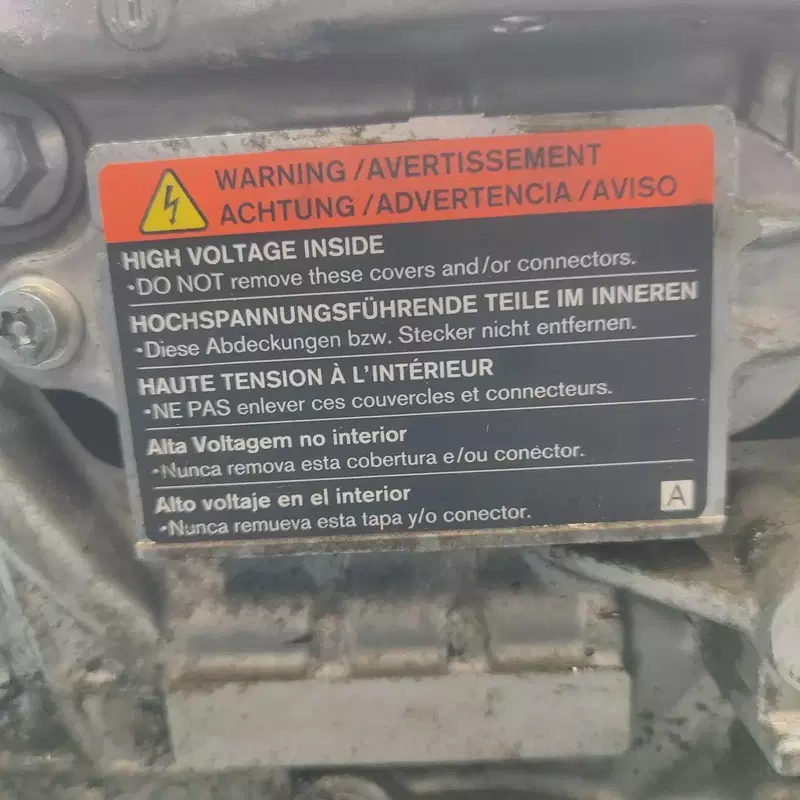 WARNING /AVERTISSEMENT
ACHTUNG /ADVERTENCIA /AVISO
HIGH VOLTAGE INSIDE
•DO NOT remove these covers and/or connectors.
HOCHSPANNUNGSFÜHRENDE TEILE IM INNEREN
•Diese Abdeckungen bzw. Stecker nicht entfernen.
HAUTE TENSION À L'INTÉRIEUR
•NE PAS enlever ces couvercles et connecteurs.
Alta Voltagem no interior
•Nunca remova esta cobertura e/ou conector.
Alto voltaje en el interior
•Nunca remueva esta tapa y/o conector.
A